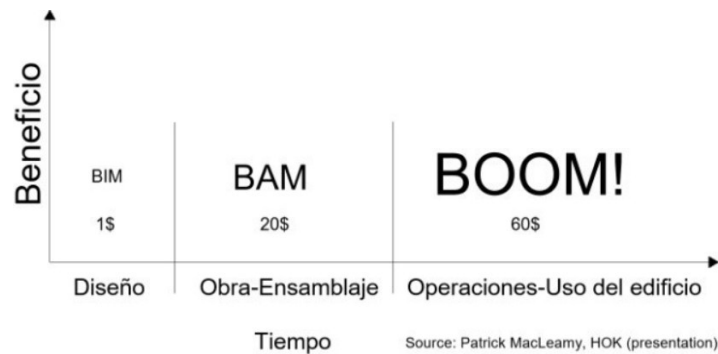 Beneficio
BIM
BAM
BOOM!
1$
20$
60$
Diseño
Obra-Ensamblaje
Operaciones-Uso del edificio
Tiempo
Source: Patrick MacLeamy, HOK (presentation)